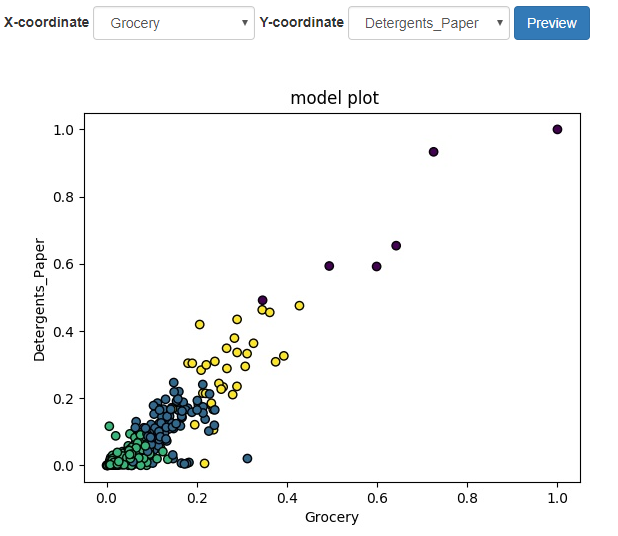 X-coordinate Grocery Y-coordinate Detergents_Paper Preview
model plot
1.0
0.8
0.6
0.4
0.2
0.0
Detergents_Paper
0.0 0.2 0.4 0.6 0.8 1.0
Grocery